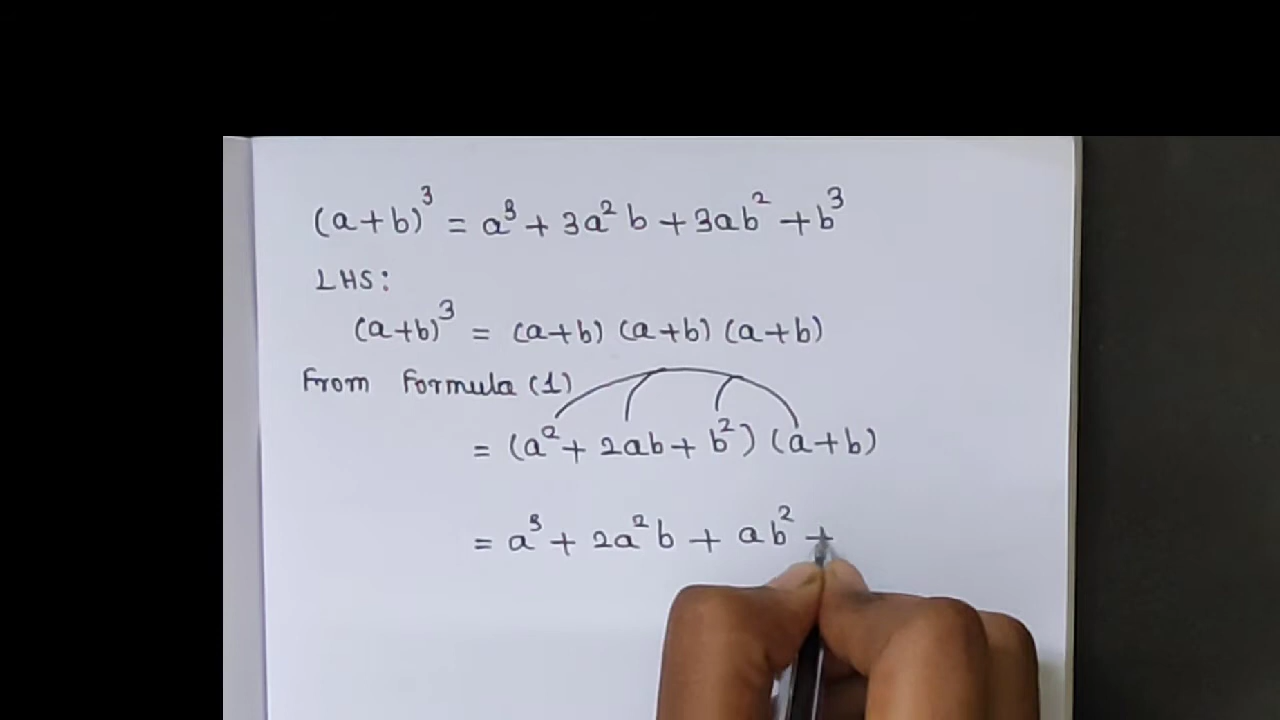 (a+b)³ = a³ + 3a²b + 3ab² + b³
LHS:
(a+b)³ = (a+b) (a+b) (a+b)
From Formula (1)
= (a² + 2ab + b²) (a+b)
= a³ + 2a²b + ab² +